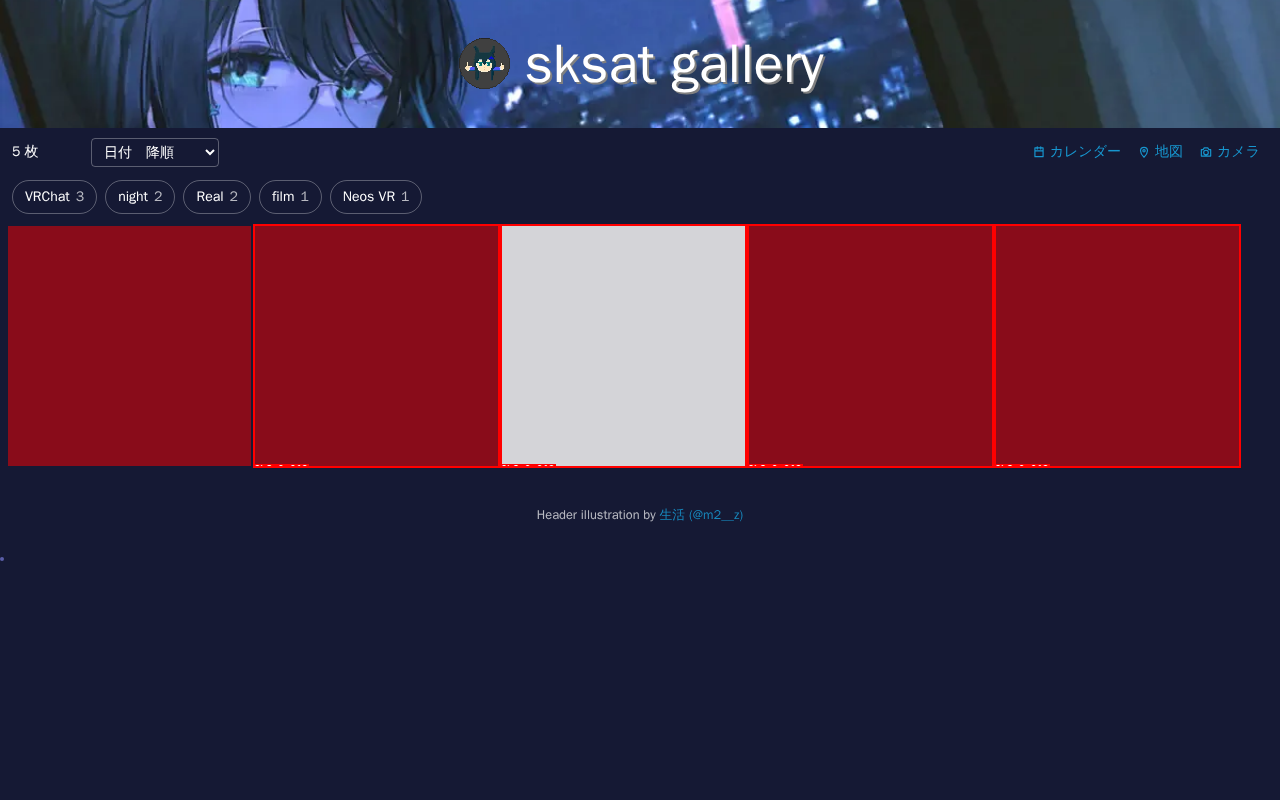 sksat gallery
5 枚
日付　降順
カレンダー
地図
カメラ
VRChat 3
night 2
Real 2
film 1
Neos VR 1
Header illustration by 生活 (@m2__z)